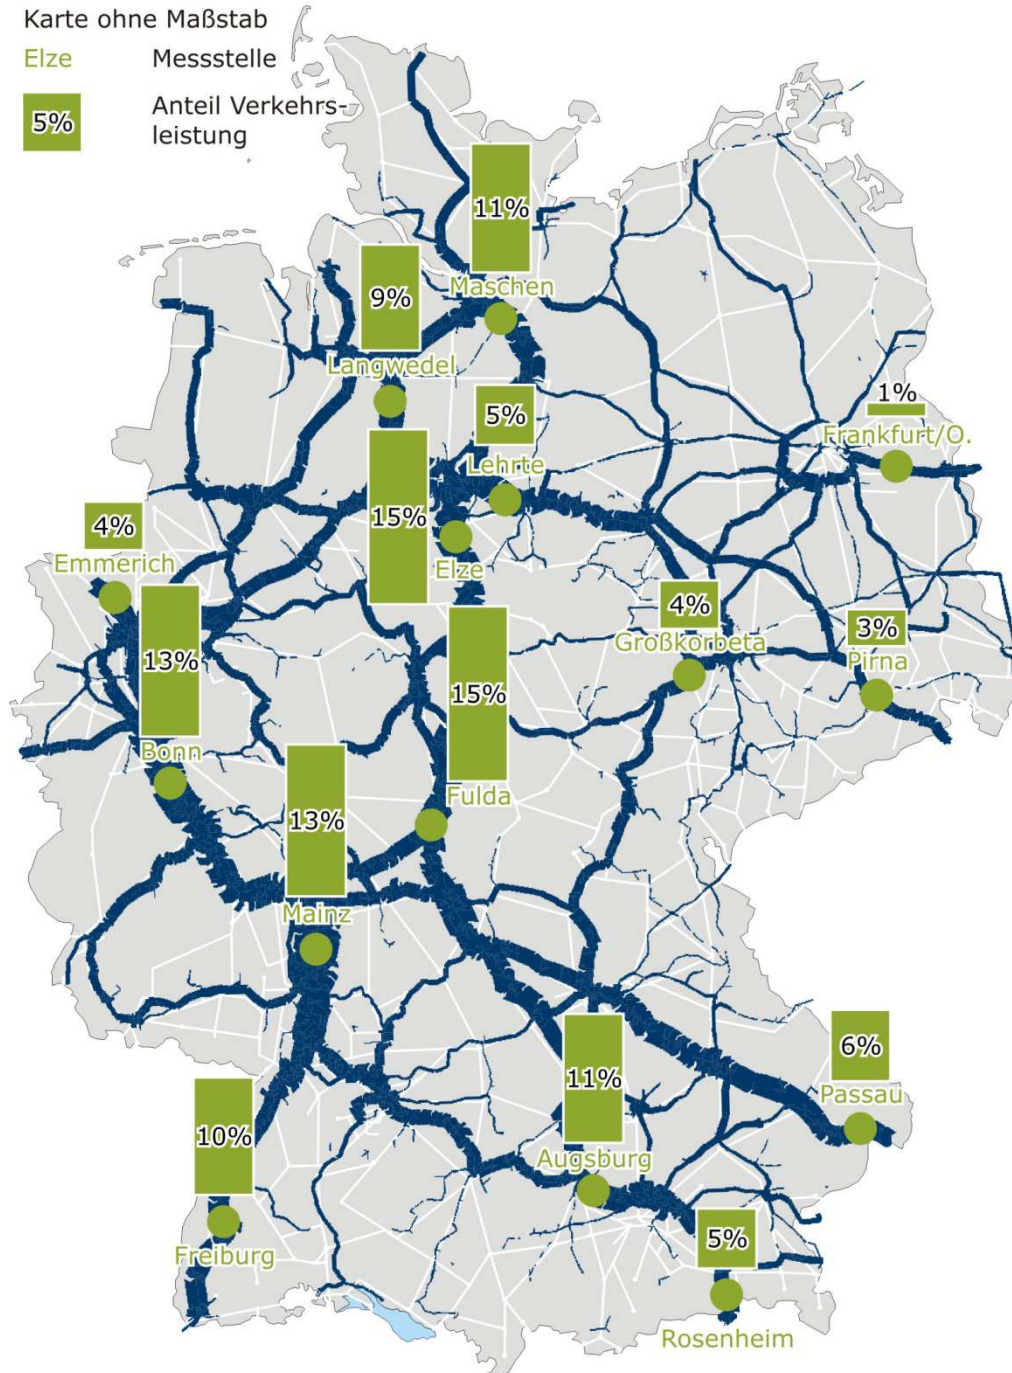 Karte ohne Maßstab
Elze
Messstelle
5%
Anteil Verkehrs-
leistung
11%
Maschen
9%
Langwedel
1%
Frankfurt/O.
5%
Lehrte
15%
Elze
4%
Emmerich
13%
Bonn
4%
Großkorbeta
3%
Pirna
15%
Fulda
13%
Mainz
6%
Passau
11%
Augsburg
10%
Freiburg
5%
Rosenheim